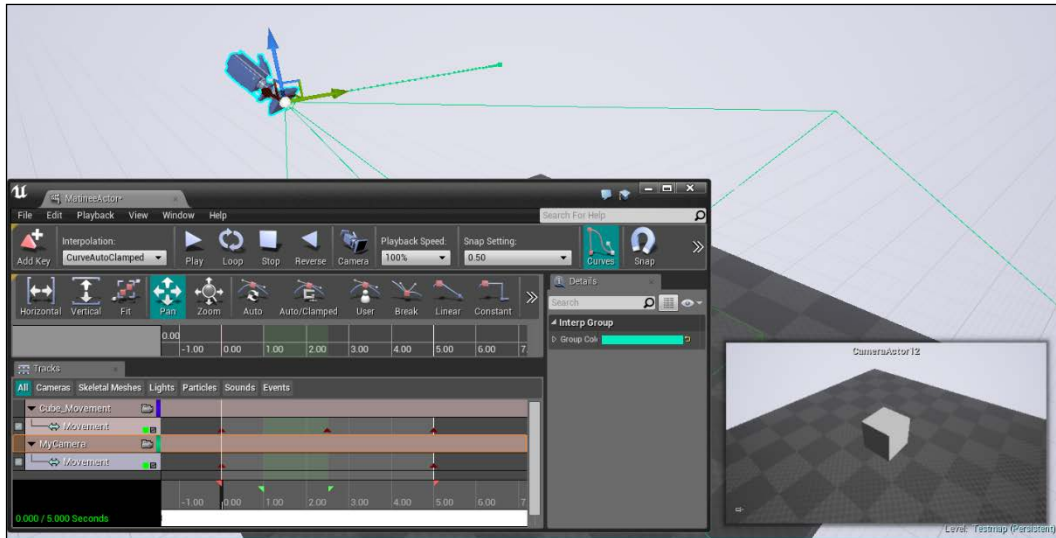 MatineeActor*
File Edit Playback View Window Help
Search For Help
Add Key
Interpolation:
CurveAutoClamped
Play Loop Stop Reverse Camera
Playback Speed:
100%
Snap Setting:
0.50
Curves Snap
Horizontal Vertical Fit Pan Zoom Auto Auto/Clamped User Break Linear Constant
Details
Search
Interp Group
Group Col
0.00
-1.00 0.00 1.00 2.00 3.00 4.00 5.00 6.00 7.
Tracks
All Cameras Skeletal Meshes Lights Particles Sounds Events
Cube_Movement
Movement
MyCamera
Movement
-1.00 0.00 1.00 2.00 3.00 4.00 5.00 6.00 7.
0.000 / 5.000 Seconds
CameraActor12
Level: Testmap (Persistent)